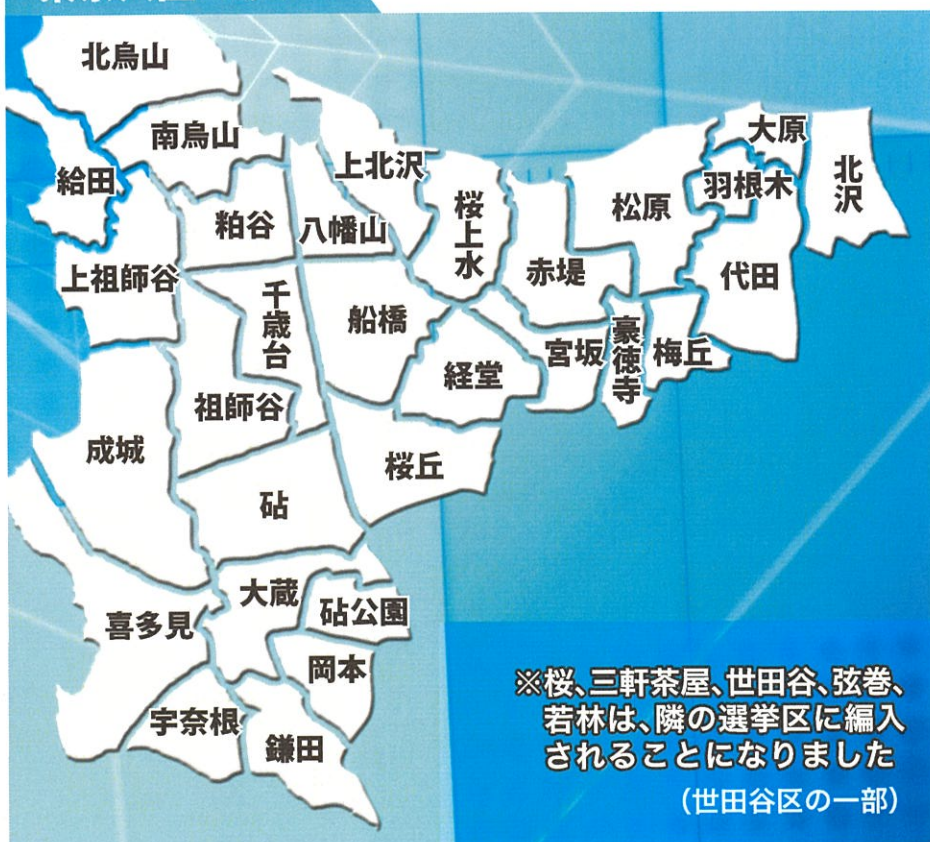 北烏山
南烏山
給田
上北沢
大原
北沢
羽根木
松原
桜上水
粕谷
八幡山
上祖師谷
赤堤
代田
千歳台
船橋
豪徳寺
宮坂
梅丘
経堂
祖師谷
成城
桜丘
砧
大蔵
砧公園
喜多見
岡本
宇奈根
鎌田
※桜、三軒茶屋、世田谷、弦巻、
若林は、隣の選挙区に編入
されることになりました
(世田谷区の一部)